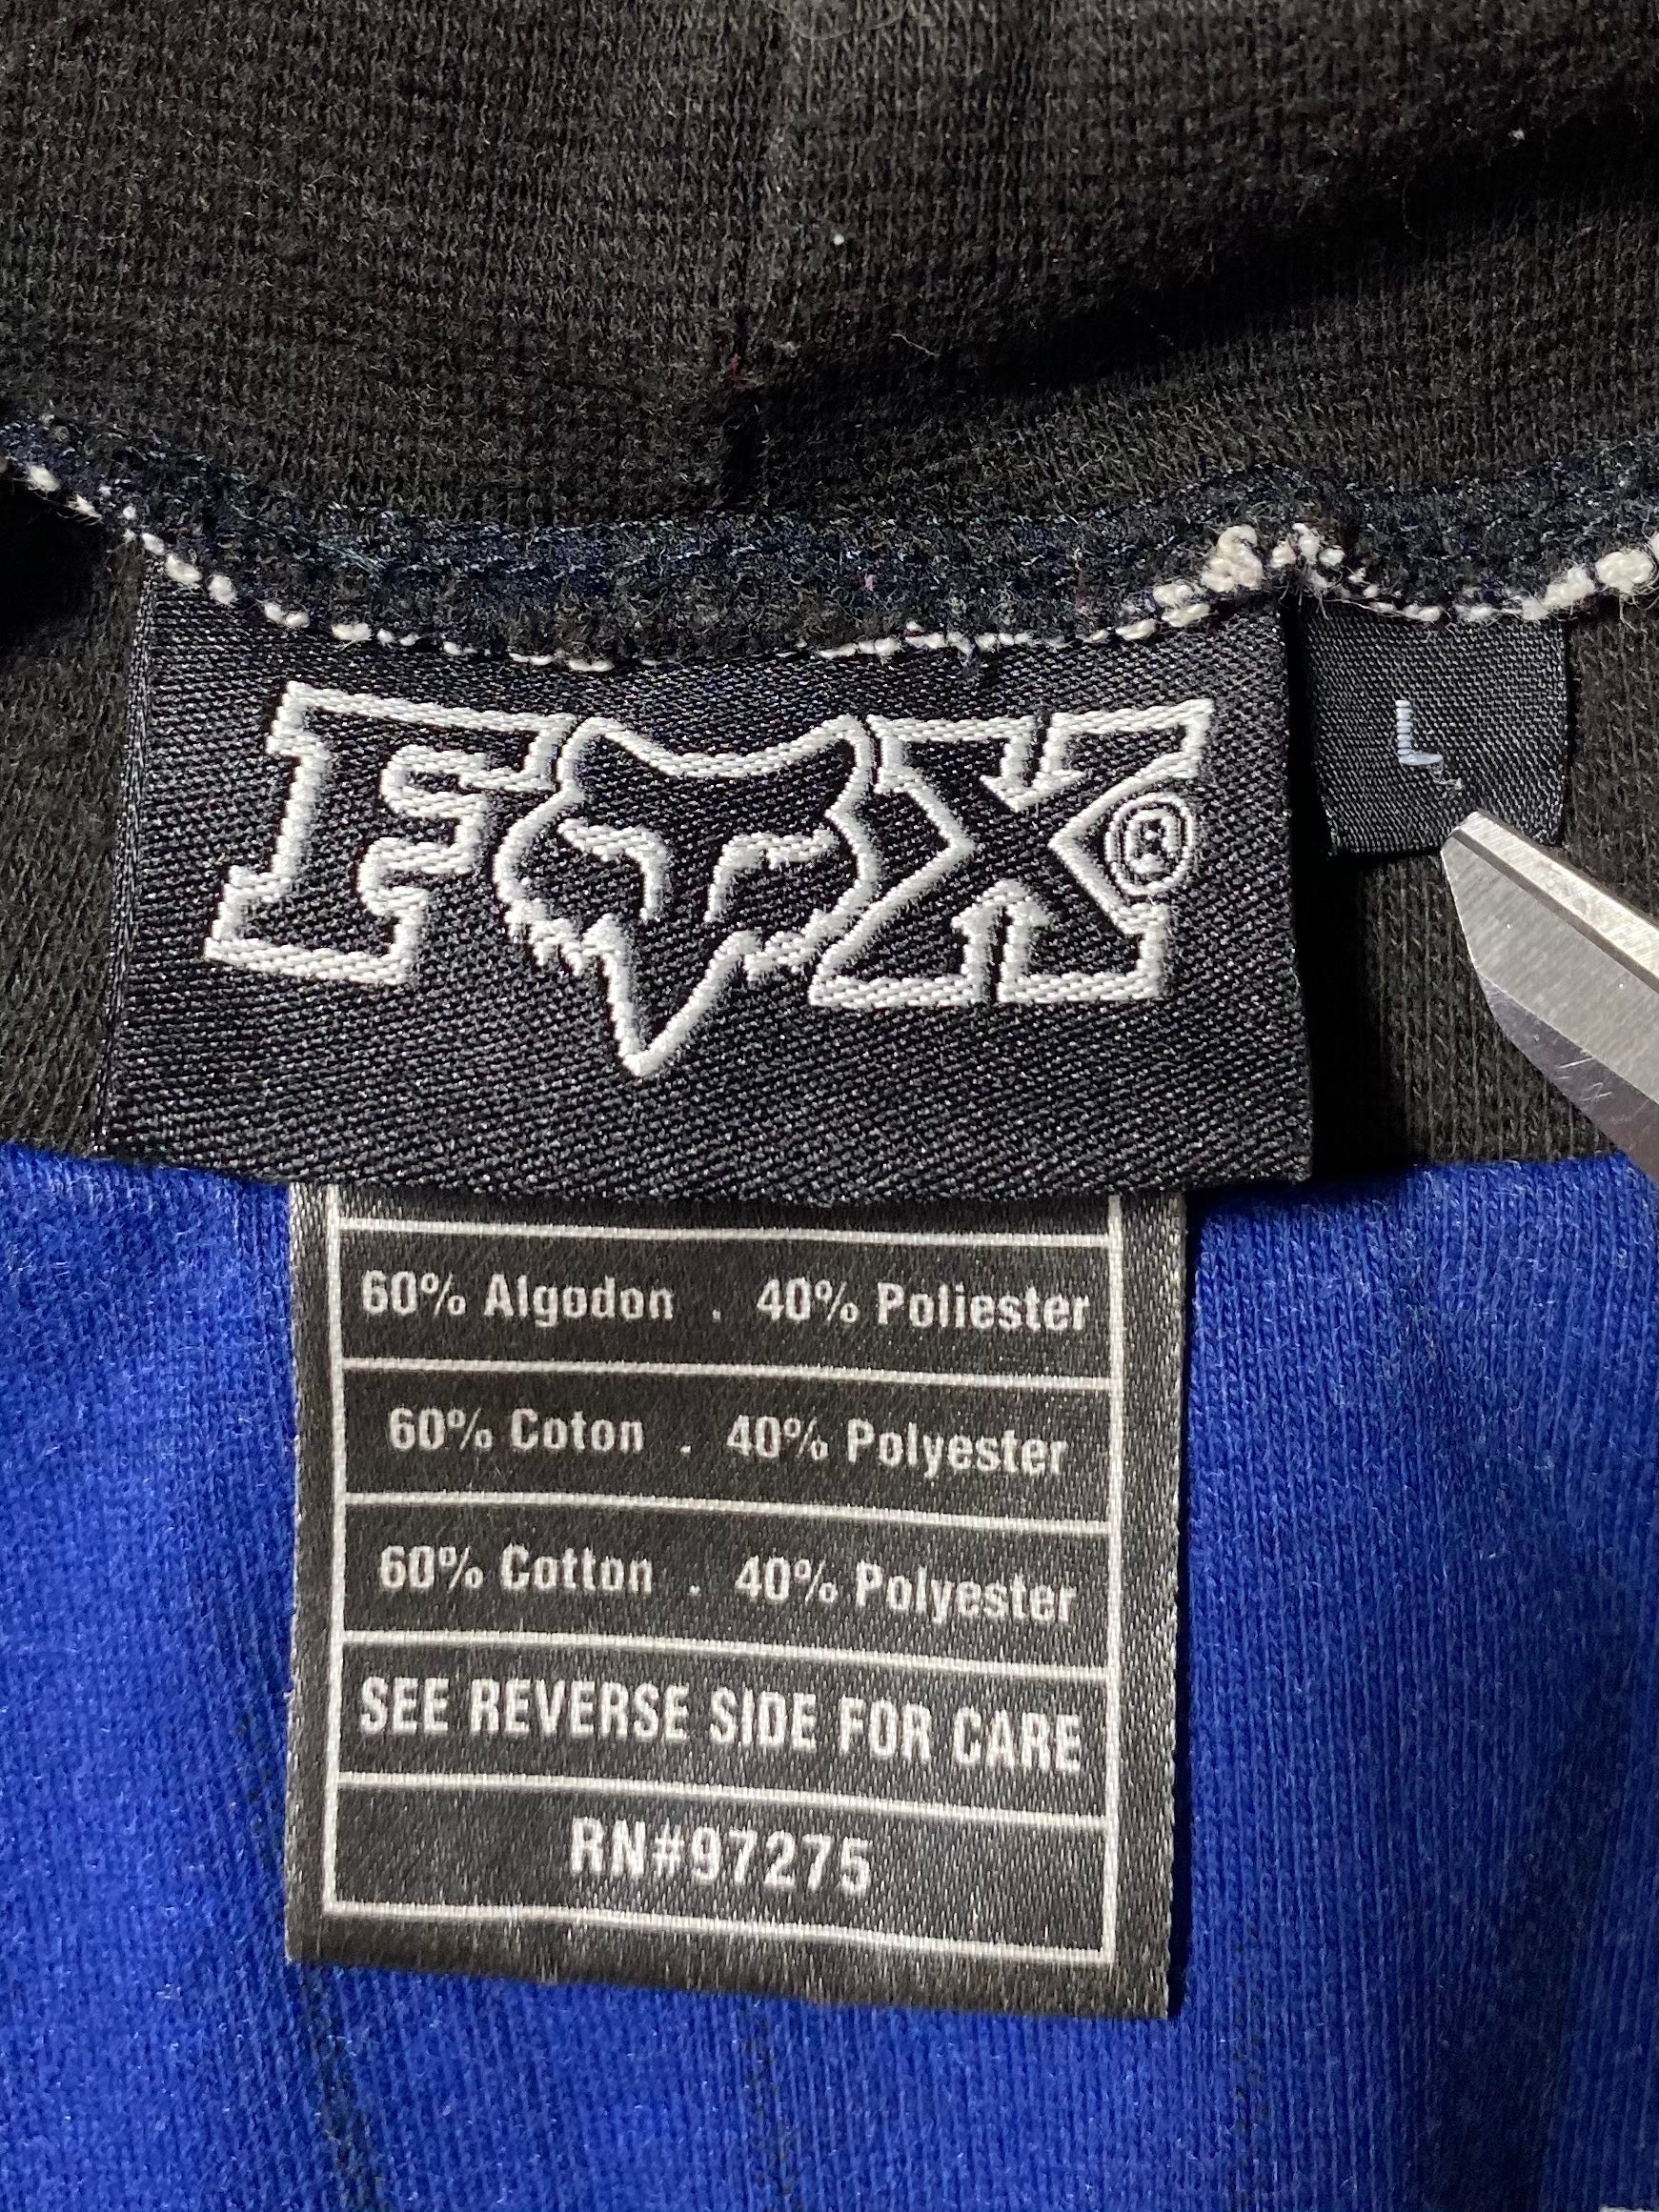 FOX®
L
60% Algodon . 40% Poliester
60% Coton . 40% Polyester
60% Cotton . 40% Polyester
SEE REVERSE SIDE FOR CARE
RN#97275